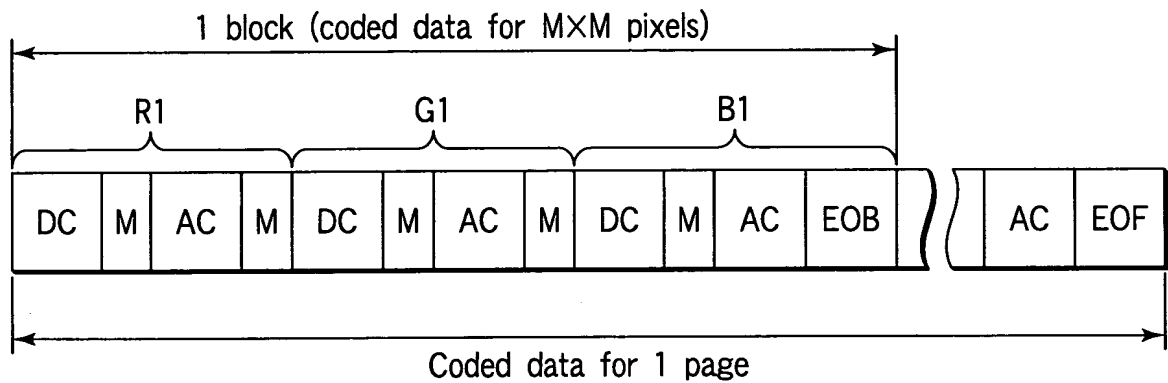 1 block (coded data for M×M pixels)
R1 G1 B1
DC M AC M DC M AC M DC M AC EOB AC EOF
Coded data for 1 page